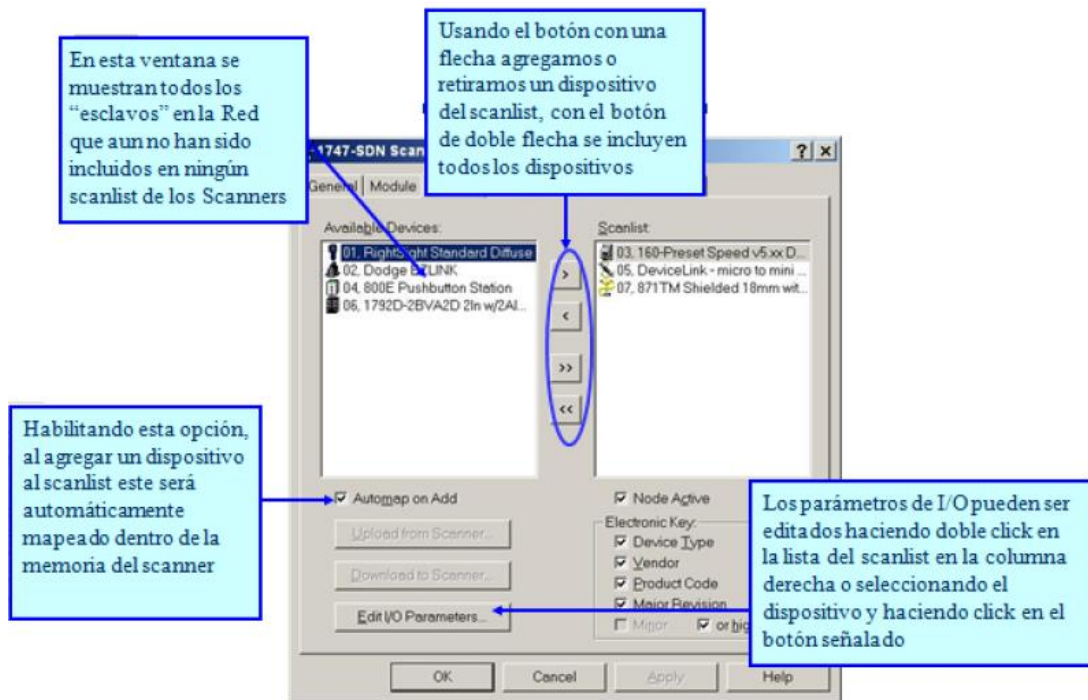 En esta ventana se
muestran todos los
“esclavos” en la Red
que aun no han sido
incluidos en ningún
scanlist de los Scanners
Usando el botón con una
flecha agregamos o
retiramos un dispositivo
del scanlist, con el botón
de doble flecha se incluyen
todos los dispositivos
1747-SDN Scan
General Module
Available Devices:
01, RightSight Standard Diffuse
02, Dodge EZLINK
04, 800E Pushbutton Station
06, 1792D-2BVA2D 2In w/2Al...
>
<
>>
<<
Scanlist:
03, 160-Preset Speed v5.xx D...
05, DeviceLink - micro to mini ...
07, 871TM Shielded 18mm wit...
Habilitando esta opción,
al agregar un dispositivo
al scanlist este será
automáticamente
mapeado dentro de la
memoria del scanner
Automap on Add
Upload from Scanner...
Download to Scanner...
Edit I/O Parameters...
Node Active
Electronic Key:
Device Type
Vendor
Product Code
Major Revision
Minor or hig
Los parámetros de I/O pueden ser
editados haciendo doble click en
la lista del scanlist en la columna
derecha o seleccionando el
dispositivo y haciendo click en el
botón señalado
OK Cancel Apply Help